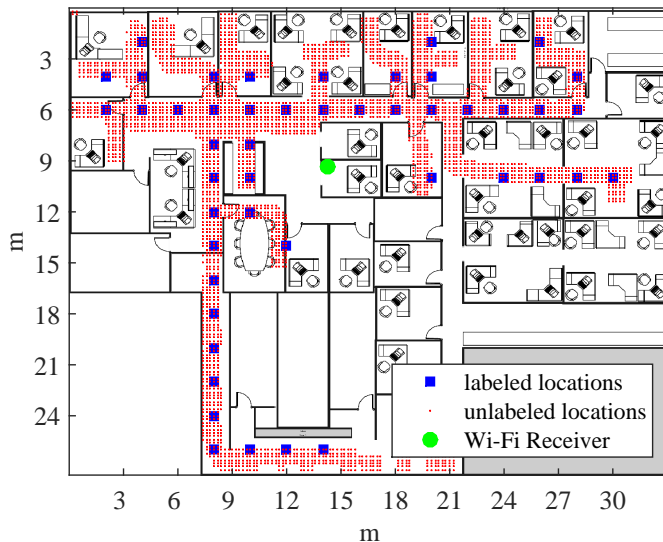 3
6
9
12
15
18
21
24
m
labeled locations
unlabeled locations
Wi-Fi Receiver
3 6 9 12 15 18 21 24 27 30
m